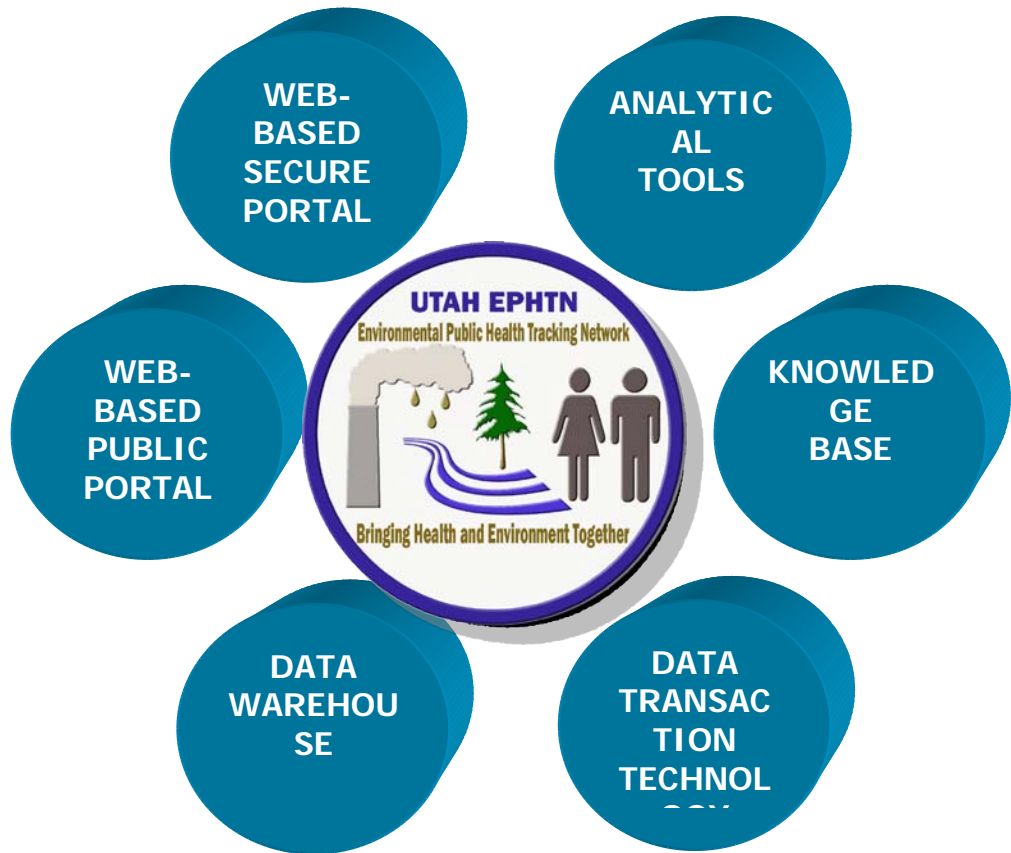 WEB-
BASED
SECURE
PORTAL
ANALYTIC
AL
TOOLS
UTAH EPHTN
Environmental Public Health Tracking Network
Bringing Health and Environment Together
WEB-
BASED
PUBLIC
PORTAL
KNOWLED
GE
BASE
DATA
WAREHOU
SE
DATA
TRANSAC
TION
TECHNOL